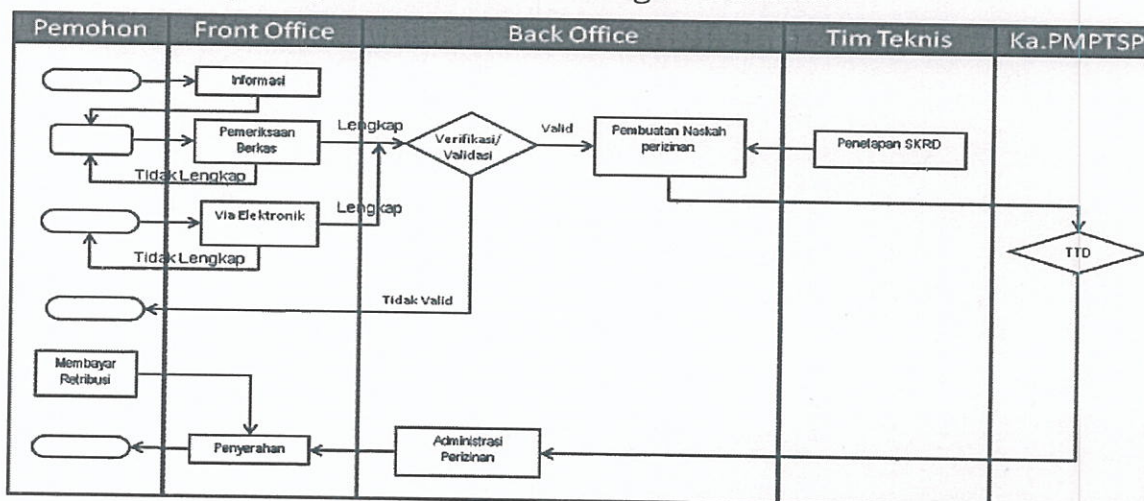 Pemohon
Front Office
Back Office
Tim Teknis
Ka.PMPTSP
Informasi
Pemeriksaan
Berkas
Lengkap
Verifikasi/
Validasi
Valid
Pembuatan Naskah
perizinan
Penetapan SKRD
Tidak Lengkap
Via Elektronik
Lengkap
Tidak Lengkap
TTD
Tidak Valid
Membayar
Retribusi
Penyerahan
Administrasi
Perizinan